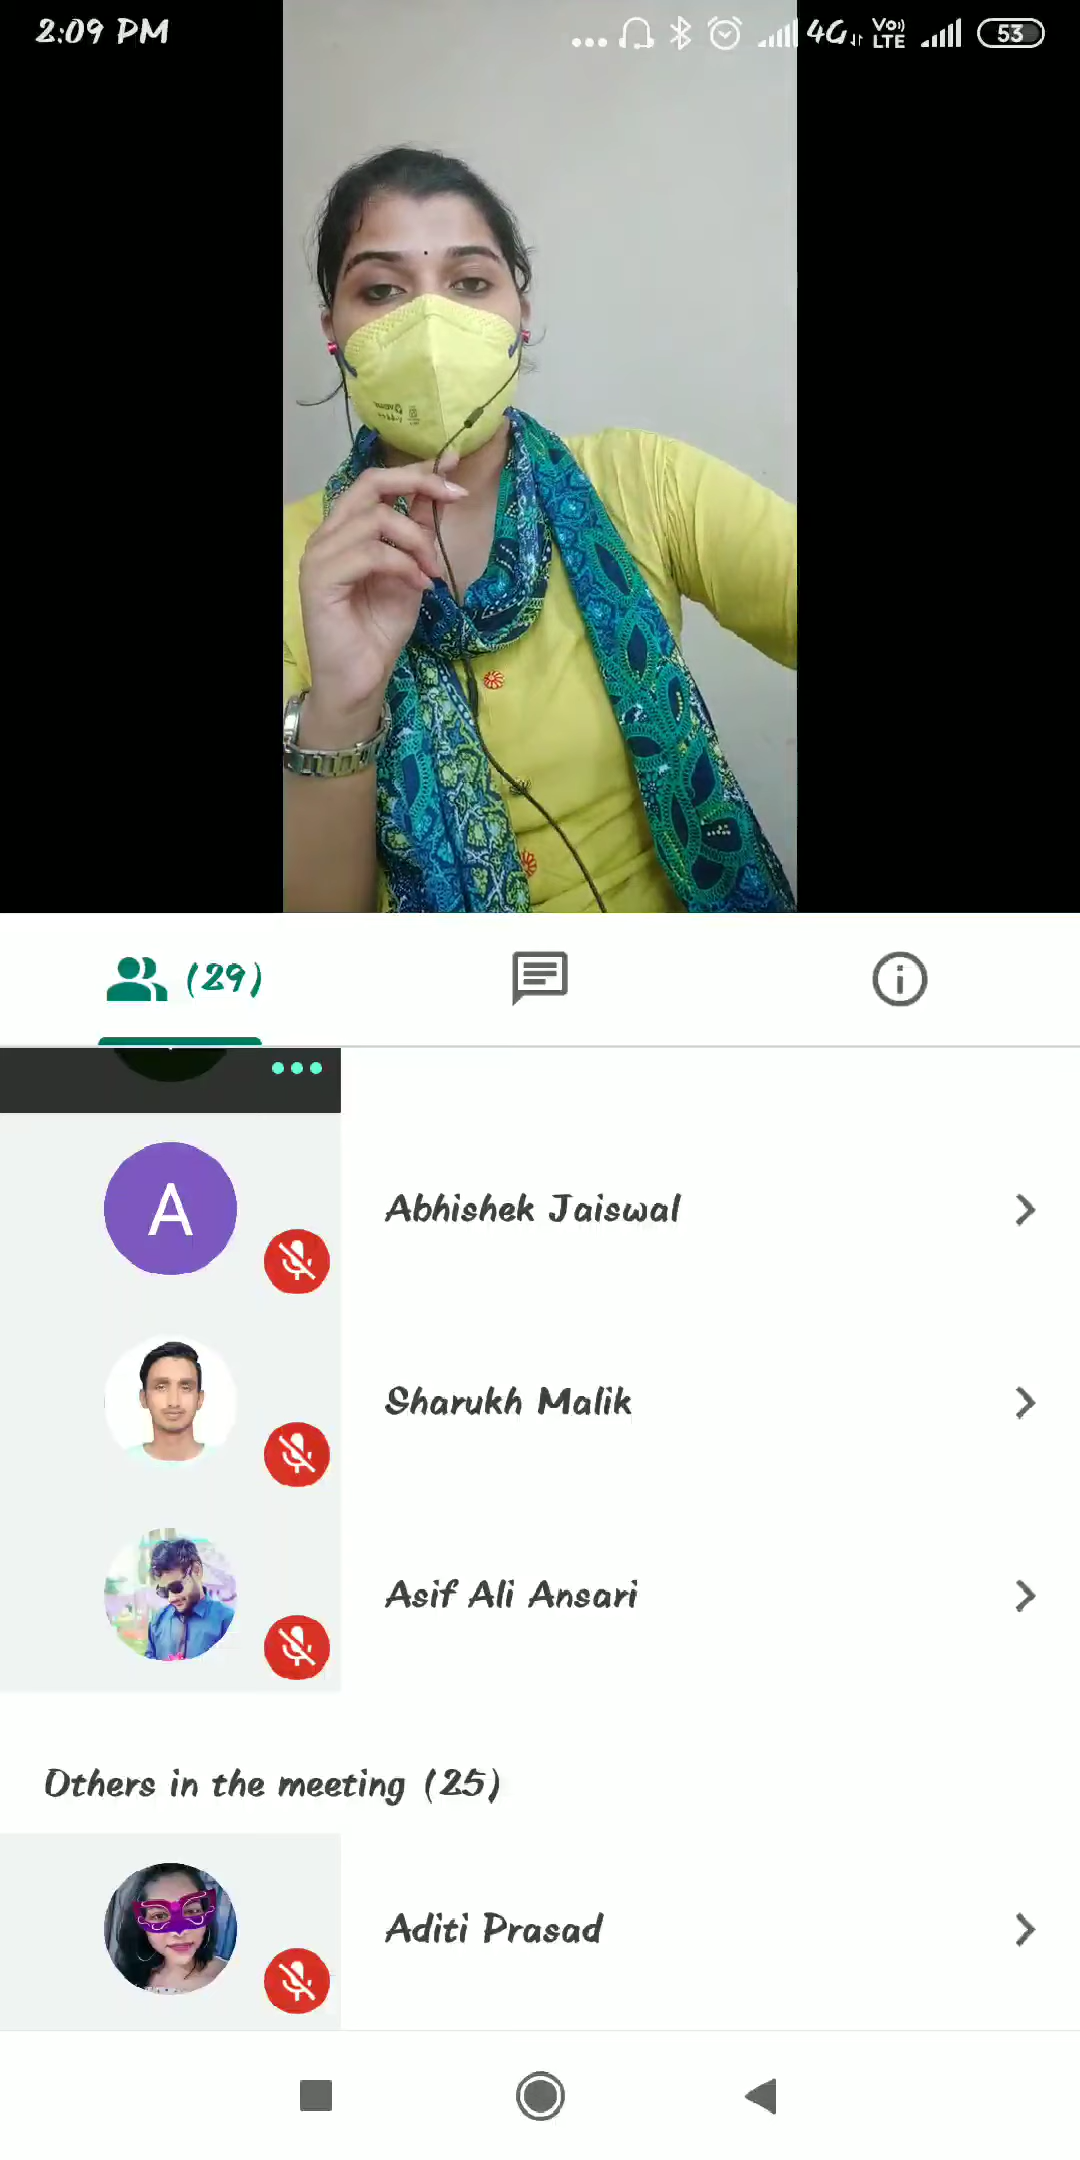 2:09 PM
4G
Vo))
LTE
53
(29)
A
Abhishek Jaiswal
Sharukh Malik
Asif Ali Ansari
Others in the meeting (25)
Aditi Prasad